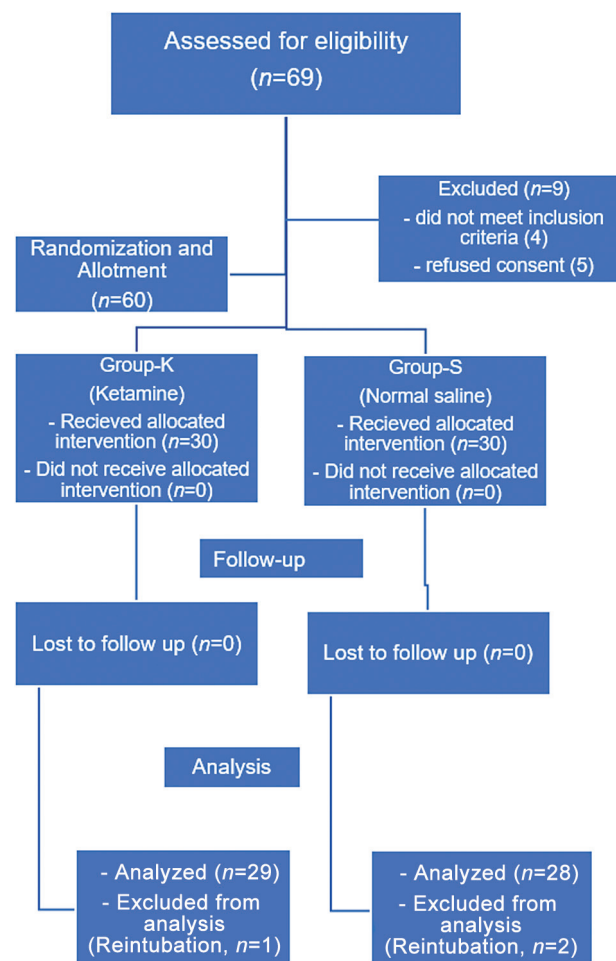 Assessed for eligibility
(n=69)
Excluded (n=9)
- did not meet inclusion
criteria (4)
- refused consent (5)
Randomization and
Allotment
(n=60)
Group-K
(Ketamine)
- Recieved allocated
intervention (n=30)
- Did not receive allocated
intervention (n=0)
Group-S
(Normal saline)
- Recieved allocated
intervention (n=30)
- Did not receive allocated
intervention (n=0)
Follow-up
Lost to follow up (n=0)
Lost to follow up (n=0)
Analysis
- Analyzed (n=29)
- Excluded from
analysis
(Reintubation, n=1)
- Analyzed (n=28)
- Excluded from
analysis
(Reintubation, n=2)